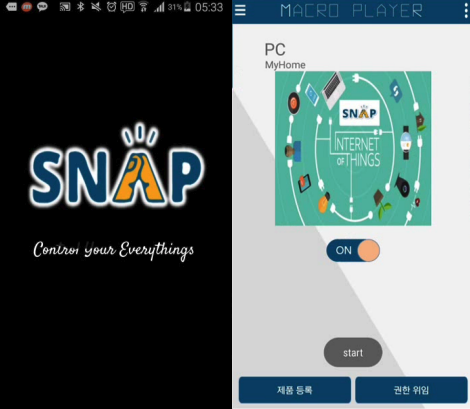 HD 31% 05:33
SNAP
Control Your Everythings
MACRO PLAYER
PC
MyHome
SNAP
INTERNET
OF THINGS
ON
start
제품 등록
권한 위임